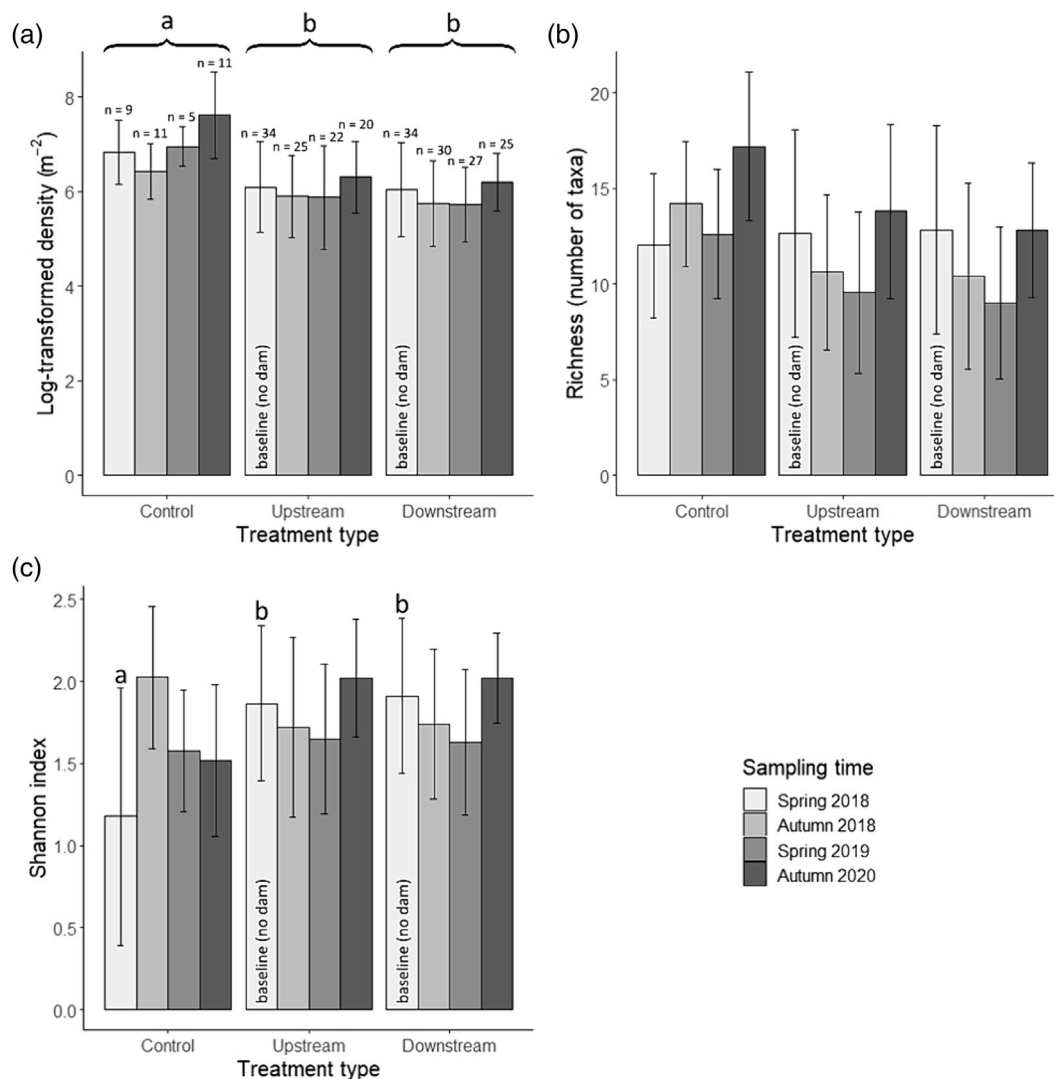 (a)
a
b
b
n = 9
n = 11
n = 5
n = 11
n = 34
n = 25
n = 22
n = 20
n = 34
n = 30
n = 27
n = 25
Log-transformed density (m⁻²)
8
6
4
2
0
baseline (no dam)
baseline (no dam)
Control
Upstream
Downstream
Treatment type
(b)
Richness (number of taxa)
20
15
10
5
0
baseline (no dam)
baseline (no dam)
Control
Upstream
Downstream
Treatment type
(c)
Shannon index
2.5
2.0
1.5
1.0
0.5
0.0
a
b
b
baseline (no dam)
baseline (no dam)
Control
Upstream
Downstream
Treatment type
Sampling time
Spring 2018
Autumn 2018
Spring 2019
Autumn 2020